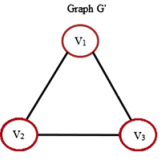 Graph G'
V₁
V₂ V₃